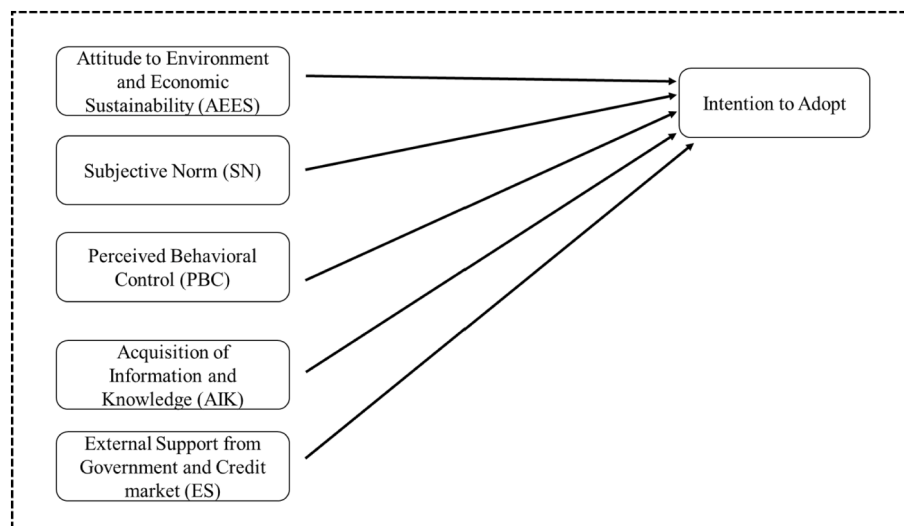 Attitude to Environment
and Economic
Sustainability (AEES)
Intention to Adopt
Subjective Norm (SN)
Perceived Behavioral
Control (PBC)
Acquisition of
Information and
Knowledge (AIK)
External Support from
Government and Credit
market (ES)